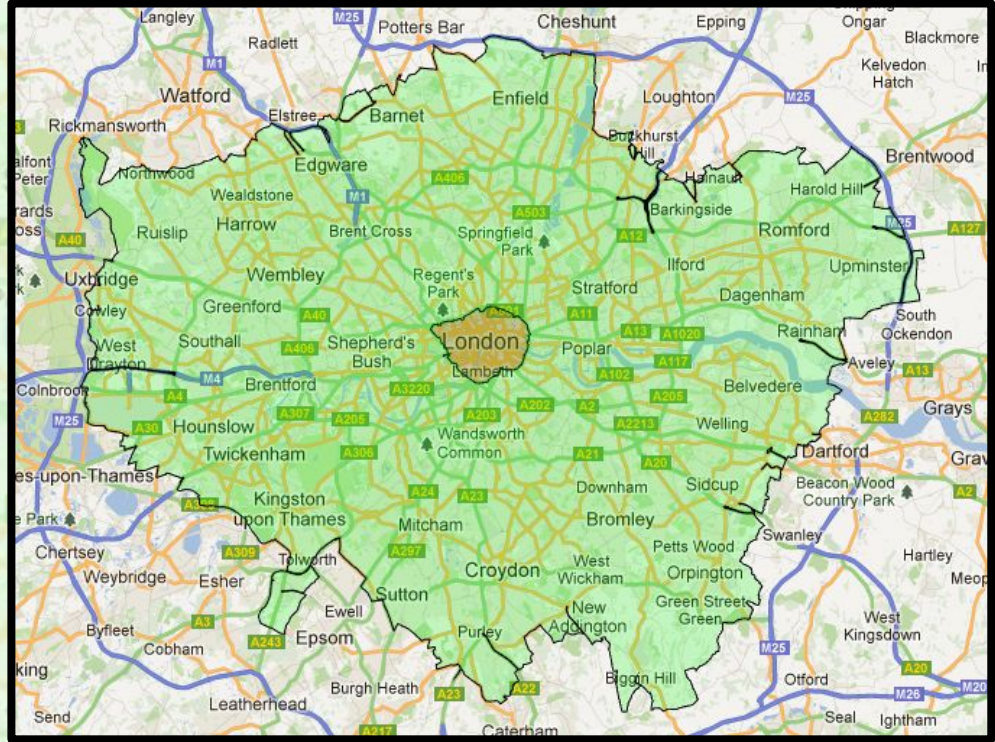 Langley
M25
Potters Bar
Cheshunt
Epping
Ongar
Blackmore
Radlett
M1
Kelvedon
Hatch
Watford
Enfield
Loughton
M25
Elstree
Barnet
Rickmansworth
Buckhurst
Hill
Brentwood
Edgware
Northwood
A406
Hainault
Harold Hill
Wealdstone
M1
Barkingside
Ruislip
Harrow
Brent Cross
A503
Springfield
Park
A12
Romford
M25
A127
A40
Uxbridge
Wembley
Regent's
Park
Ilford
Upminster
Stratford
Dagenham
Cowley
Greenford
A40
A11
South
Ockendon
West
Drayton
Southall
A406
Shepherd's
Bush
London
Poplar
A13
A1020
Rainham
A117
Lambeth
Aveley
A13
Colnbrook
M4
Brentford
A3220
A102
Belvedere
M25
A4
A307
A205
A203
A202
A2
A205
A282
Grays
A30
Hounslow
A2213
Welling
Twickenham
A306
Wandsworth
Common
A21
A20
Dartford
es-upon-Thames
Kingston
upon Thames
A24
A23
Downham
Sidcup
Beacon Wood
Country Park
A2
Mitcham
Bromley
Swanley
Chertsey
A309
Tolworth
A297
Petts Wood
Hartley
Weybridge
Esher
Croydon
West
Wickham
Orpington
Sutton
A3
Ewell
New
Addington
Green Street
Green
West
Kingsdown
Byfleet
A243
Epsom
Purley
Cobham
M25
A20
king
Burgh Heath
A23
A22
Biggin Hill
Otford
M26
M20
Leatherhead
Send
A217
Caterham
Seal
Ightham